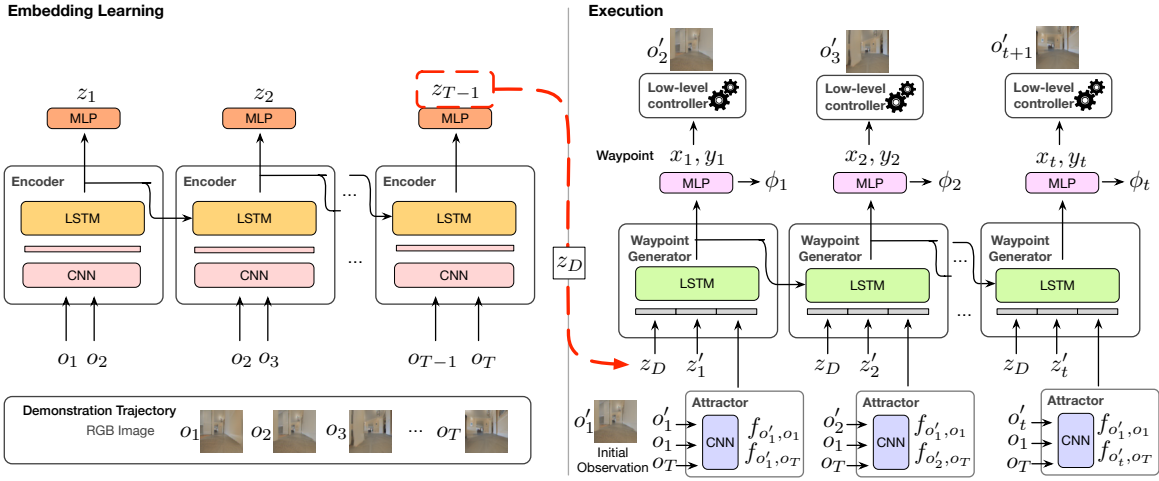 Embedding Learning
z_1
z_2
z_{T-1}
MLP
MLP
MLP
Encoder
Encoder
Encoder
...
LSTM
LSTM
LSTM
CNN
CNN
CNN
...
o_1 o_2
o_2 o_3
o_{T-1} o_T
Demonstration Trajectory
RGB Image
o_1
o_2
o_3
...
o_T
z_D
Execution
o'_2
o'_3
o'_{t+1}
Low-level controller
Low-level controller
Low-level controller
Waypoint
x_1, y_1
x_2, y_2
x_t, y_t
MLP
ϕ_1
MLP
ϕ_2
MLP
ϕ_t
Waypoint Generator
Waypoint Generator
...
Waypoint Generator
LSTM
LSTM
LSTM
...
z_D z'_1
z_D z'_2
z_D z'_t
o'_1
Initial
Observation
Attractor
o'_1
o_1
o_T
CNN
f_{o'_1, o_1}
f_{o'_1, o_T}
Attractor
o'_2
o_1
o_T
CNN
f_{o'_1, o_1}
f_{o'_2, o_T}
Attractor
o'_t
o_1
o_T
CNN
f_{o'_1, o_1}
f_{o'_t, o_T}